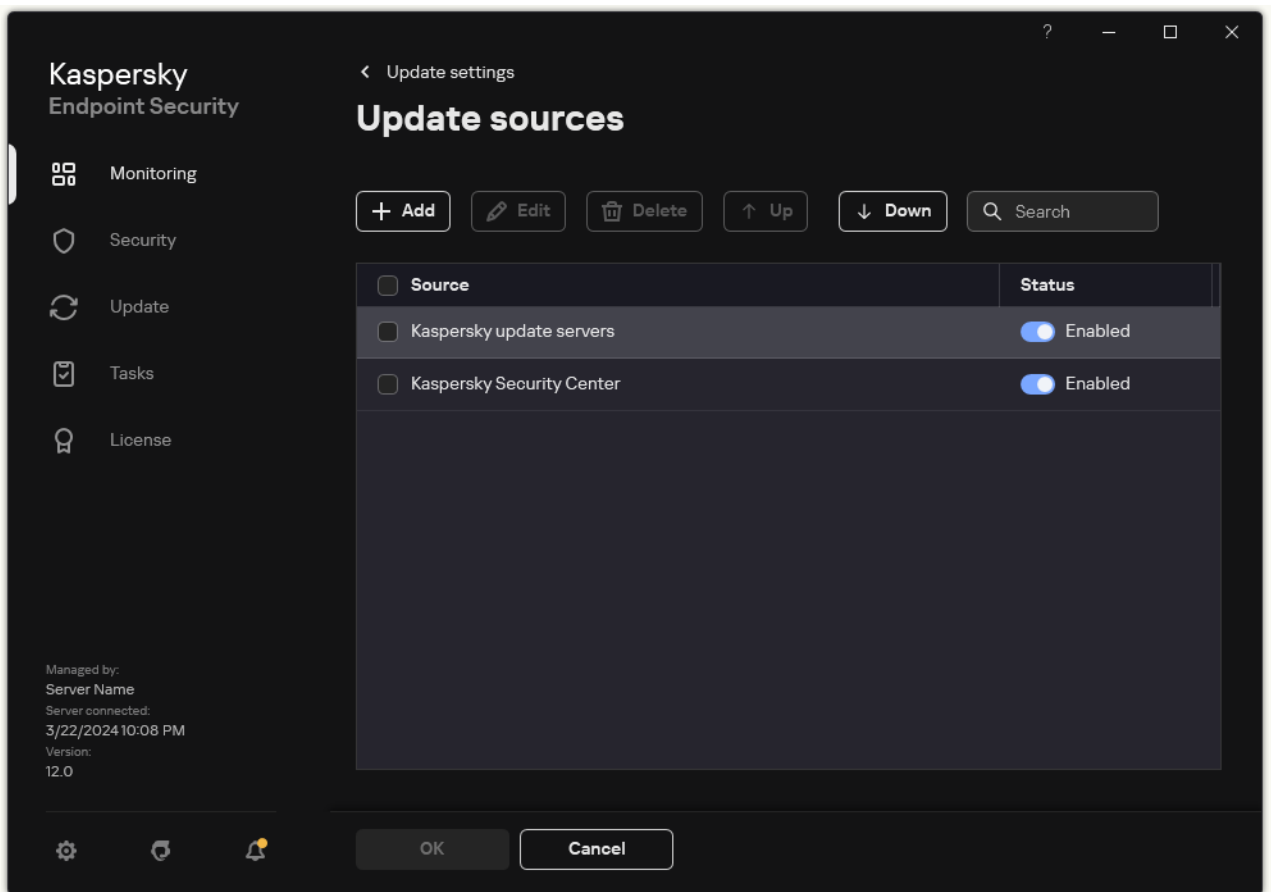 ?
Kaspersky
Endpoint Security
Monitoring
Security
Update
Tasks
License
Managed by:
Server Name
Server connected:
3/22/2024 10:08 PM
Version:
12.0
Update settings
Update sources
Add Edit Delete Up Down Search
Source Status
Kaspersky update servers Enabled
Kaspersky Security Center Enabled
OK Cancel